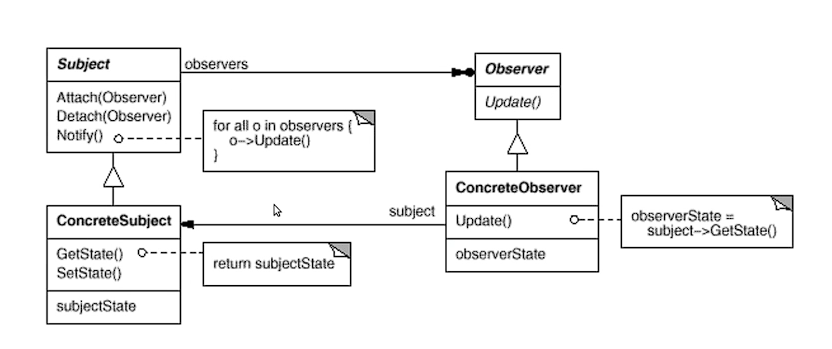 Subject
Attach(Observer)
Detach(Observer)
Notify()
observers
for all o in observers {
o->Update()
}
Observer
Update()
ConcreteSubject
GetState()
SetState()
subjectState
return subjectState
subject
ConcreteObserver
Update()
observerState
observerState =
subject->GetState()